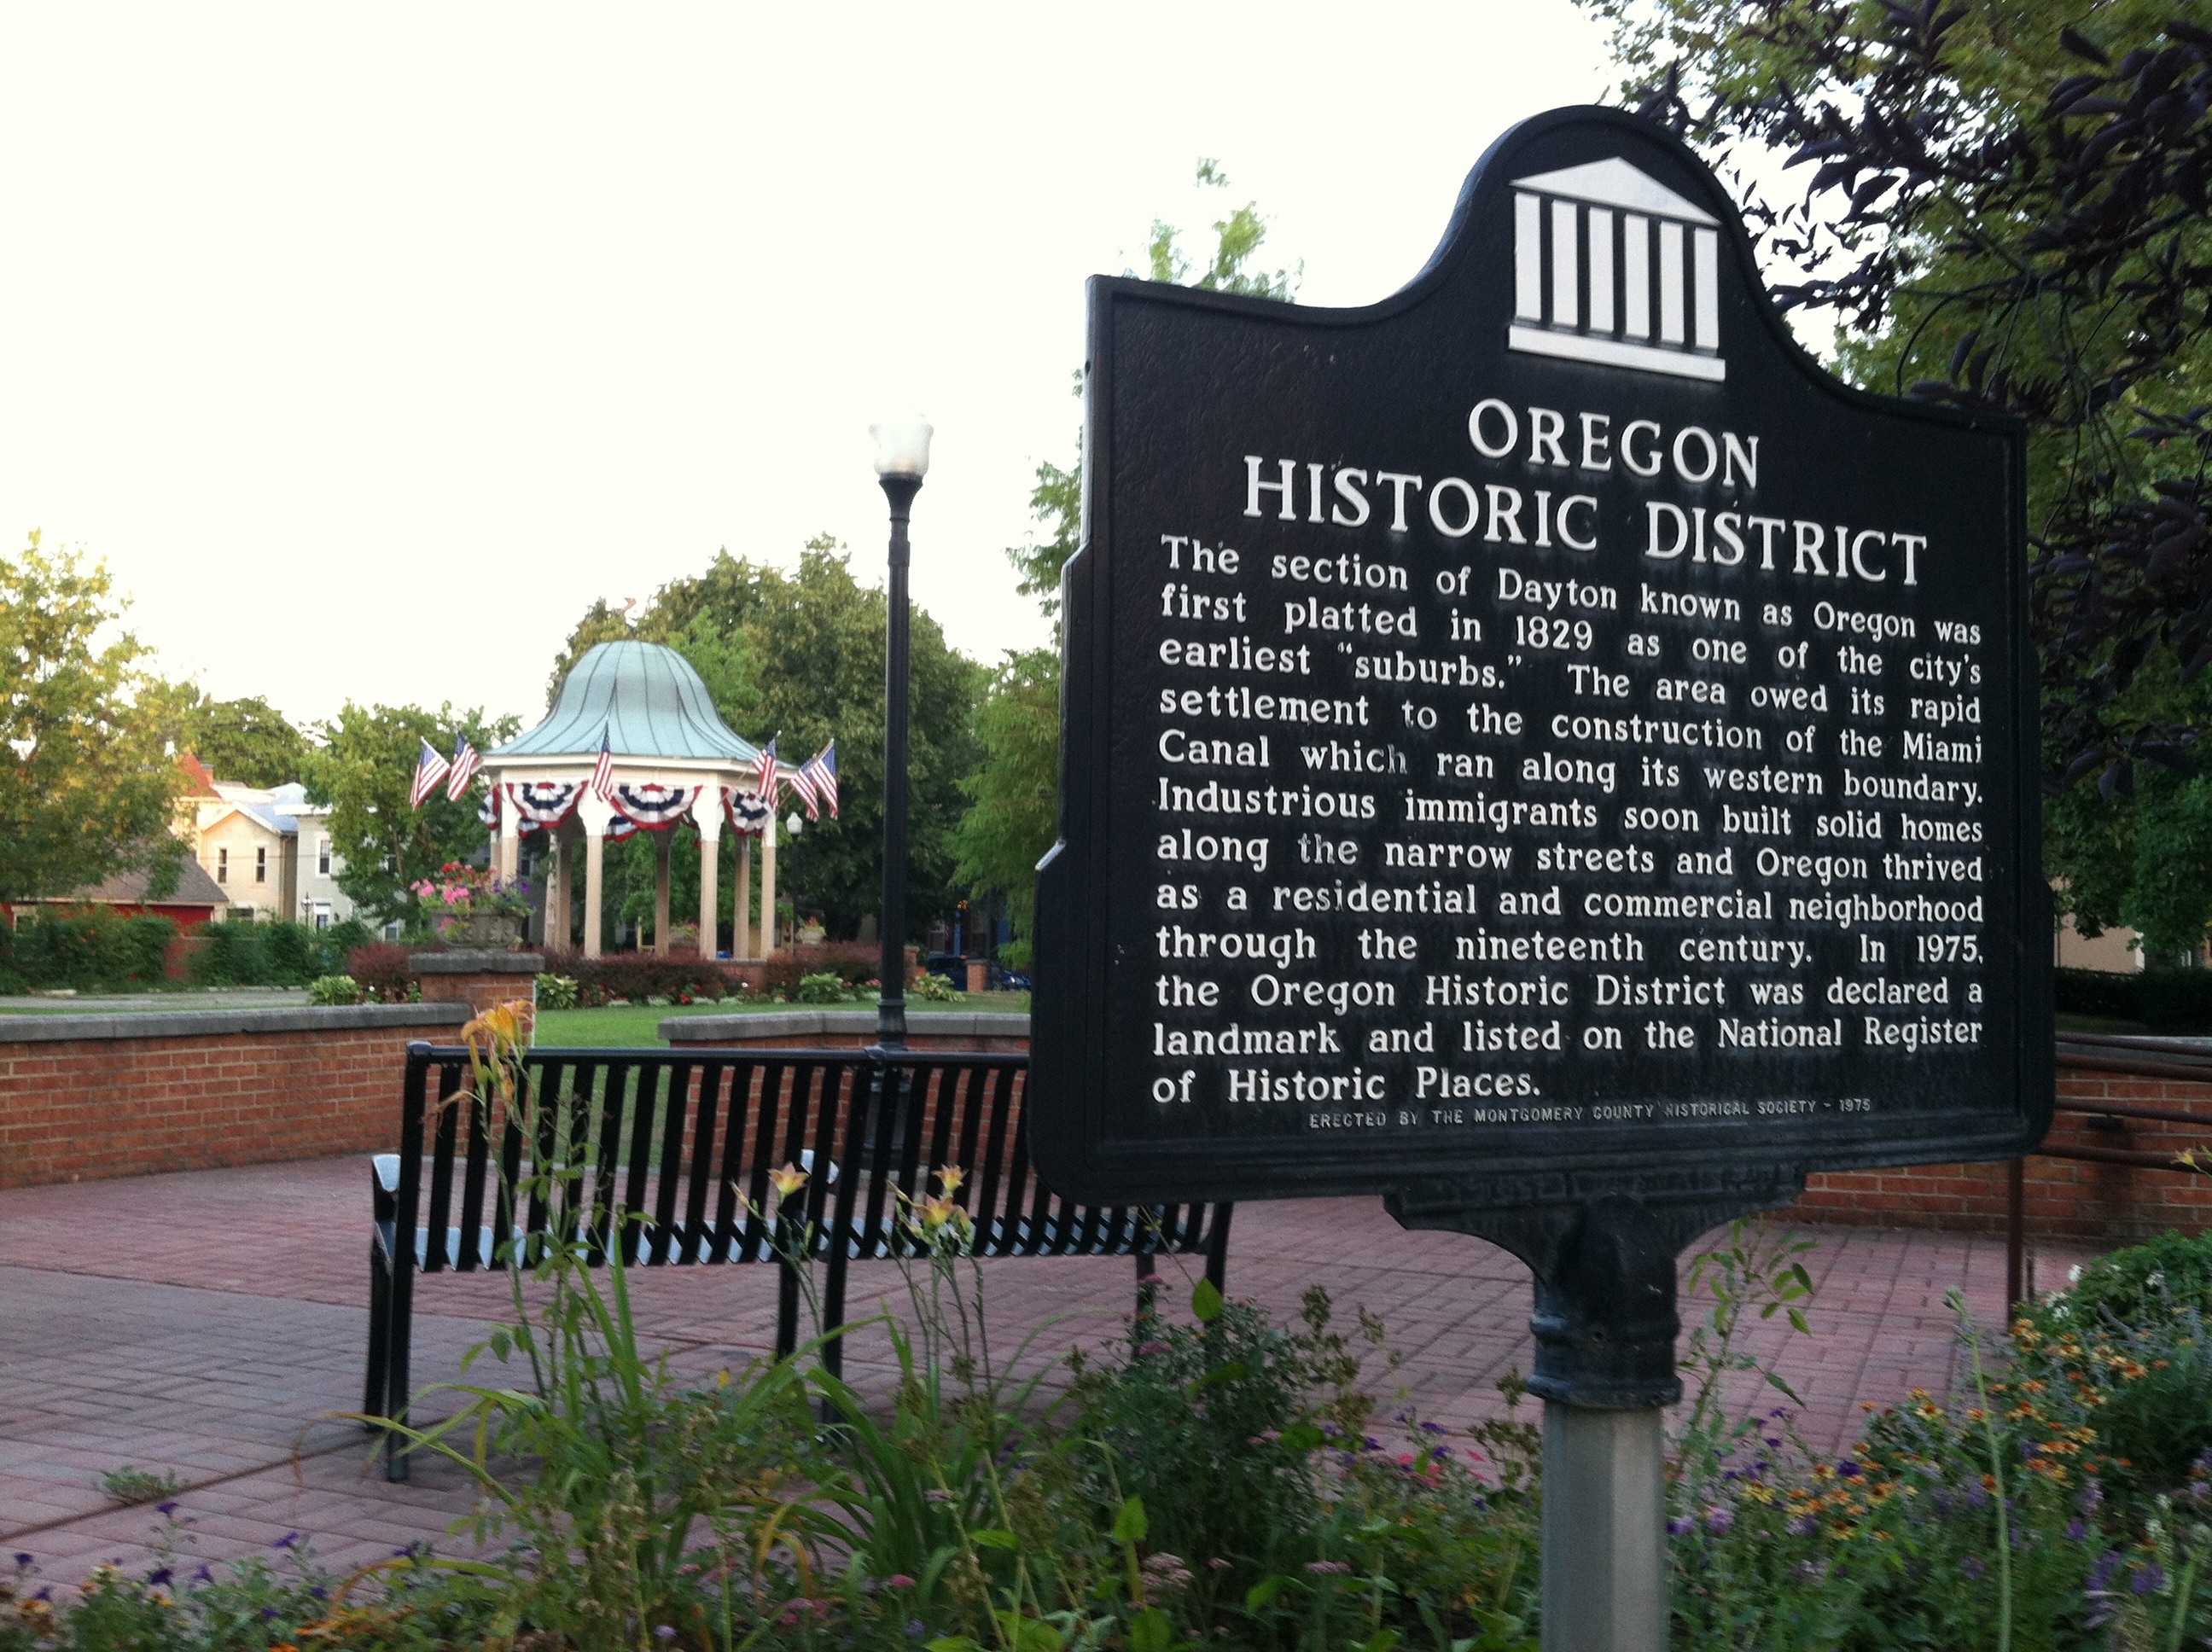 OREGON
HISTORIC DISTRICT
The section of Dayton known as Oregon was
first platted in 1829 as one of the city's
earliest "suburbs." The area owed its rapid
settlement to the construction of the Miami
Canal which ran along its western boundary.
Industrious immigrants soon built solid homes
along the narrow streets and Oregon thrived
as a residential and commercial neighborhood
through the nineteenth century. In 1975,
the Oregon Historic District was declared a
landmark and listed on the National Register
of Historic Places.
ERECTED BY THE MONTGOMERY COUNTY HISTORICAL SOCIETY - 1975